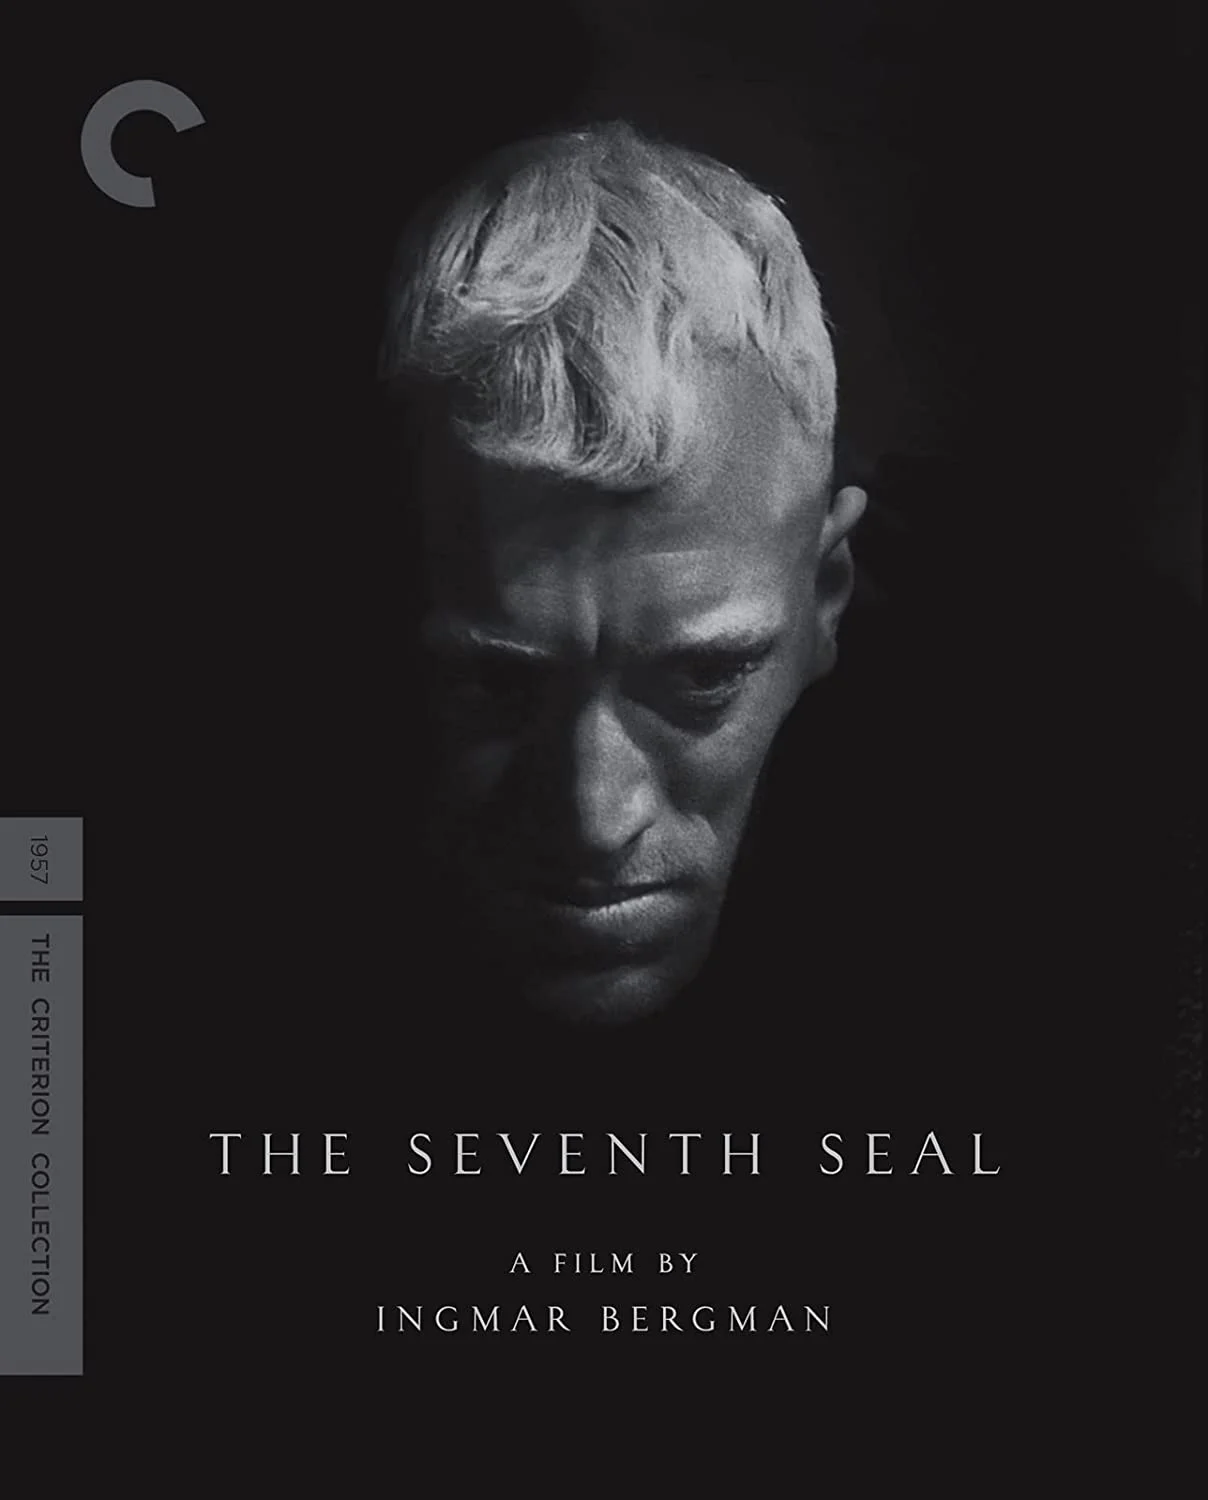 1957
THE CRITERION COLLECTION
THE SEVENTH SEAL
A FILM BY
INGMAR BERGMAN